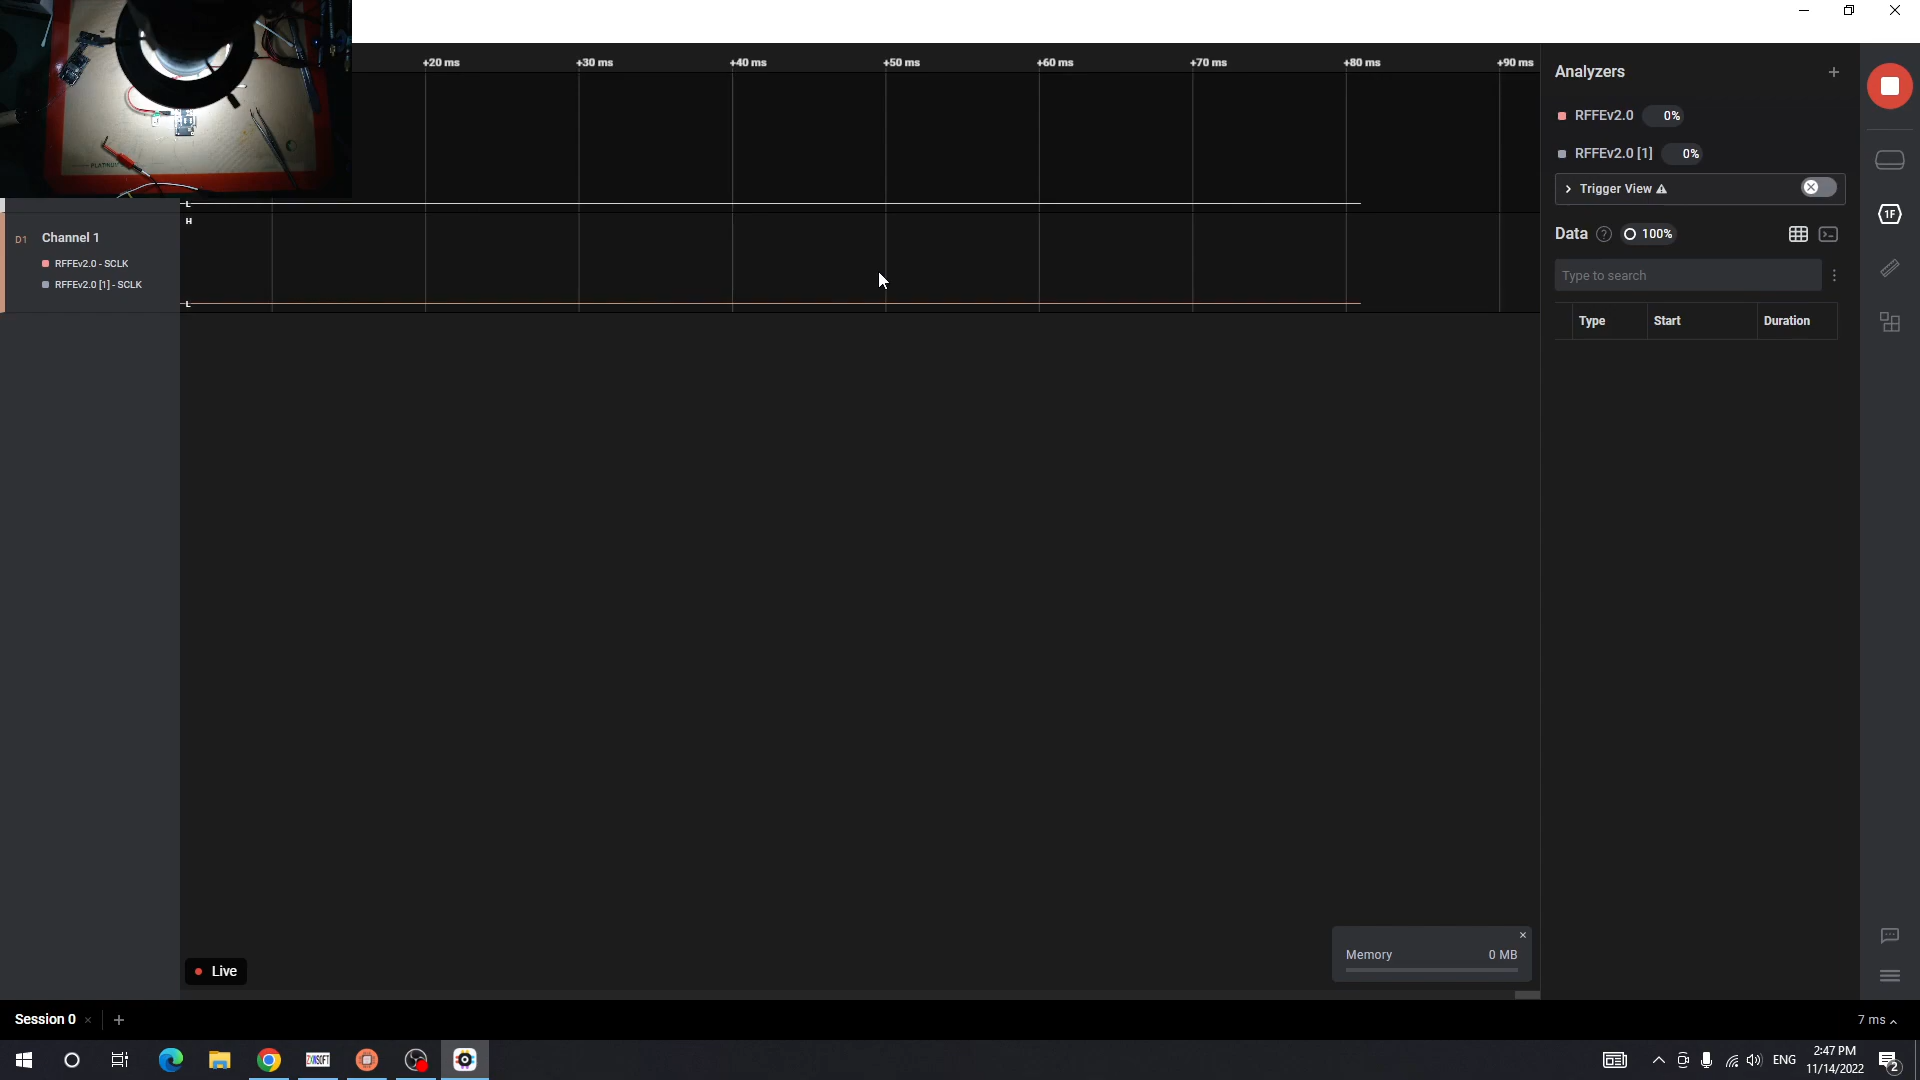 +20 ms
+30 ms
+40 ms
+50 ms
+60 ms
+70 ms
+80 ms
+90 ms
Analyzers
RFFEv2.0
0%
RFFEv2.0 [1]
0%
Trigger View
L
H
D1
Channel 1
RFFEv2.0 - SCLK
RFFEv2.0 [1] - SCLK
L
Data
100%
Type to search
Type Start Duration
1F
Memory 0 MB
Live
Session 0
7 ms
ENG
2:47 PM
11/14/2022
2